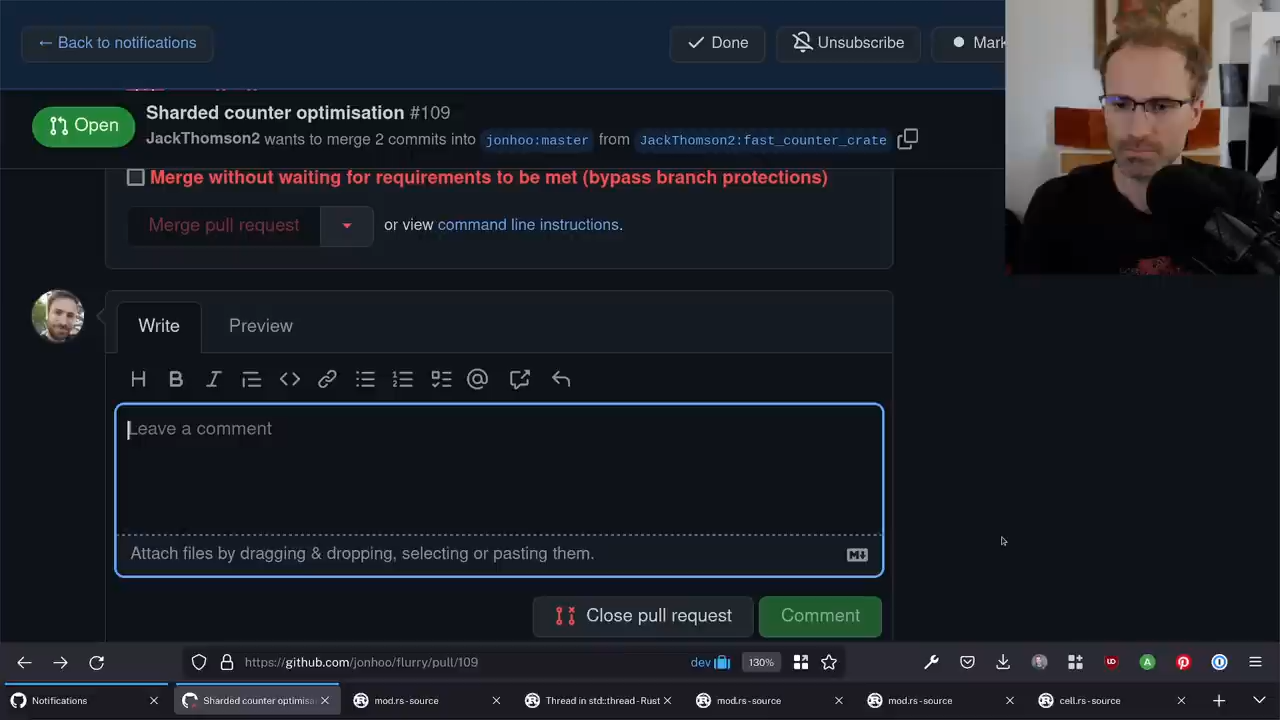 ← Back to notifications
Done
Unsubscribe
Mark
Open
Sharded counter optimisation #109
JackThomson2 wants to merge 2 commits into jonhoo:master from JackThomson2:fast_counter_crate
Merge without waiting for requirements to be met (bypass branch protections)
Merge pull request
or view command line instructions.
Write
Preview
H B I @
Leave a comment
Attach files by dragging & dropping, selecting or pasting them.
Close pull request
Comment
https://github.com/jonhoo/flurry/pull/109
dev
130%
Notifications
Sharded counter optimisa
mod.rs - source
Thread in std::thread - Rust
mod.rs - source
mod.rs - source
cell.rs - source